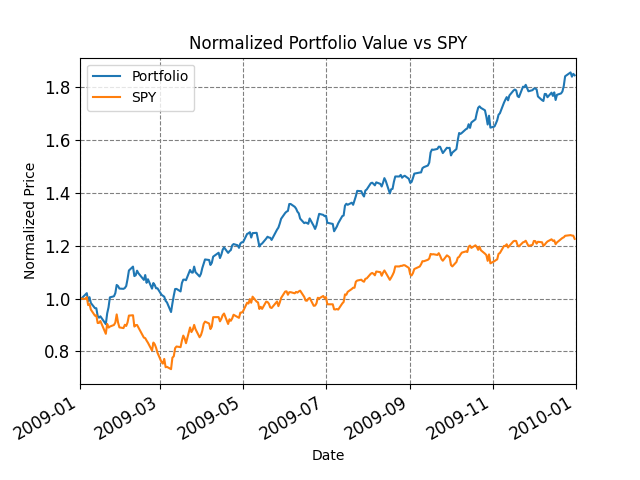 Normalized Portfolio Value vs SPY
Portfolio
SPY
1.8
1.6
1.4
1.2
1.0
0.8
Normalized Price
2009-01
2009-03
2009-05
2009-07
2009-09
2009-11
2010-01
Date